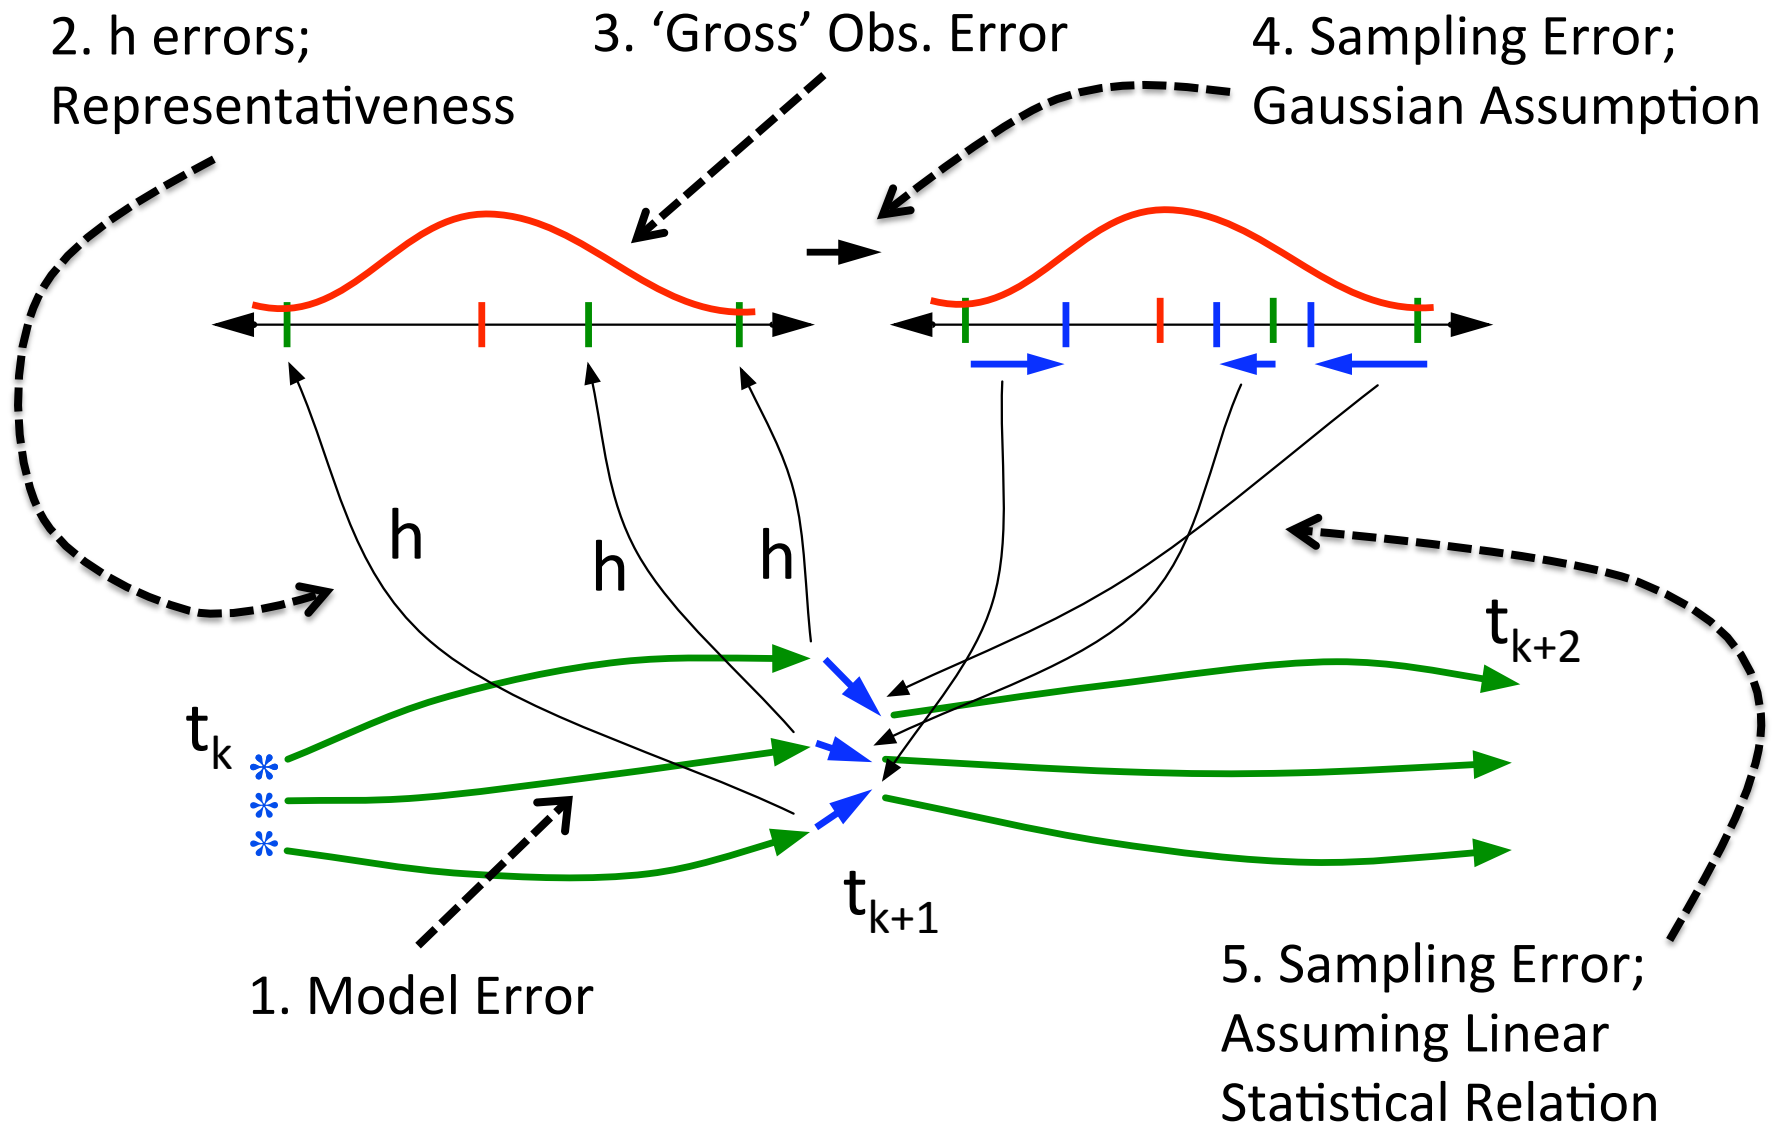 2. h errors;
Representativeness
3. ‘Gross’ Obs. Error
4. Sampling Error;
Gaussian Assumption
h
h
h
t_k+2
t_k
***
t_k+1
1. Model Error
5. Sampling Error;
Assuming Linear
Statistical Relation